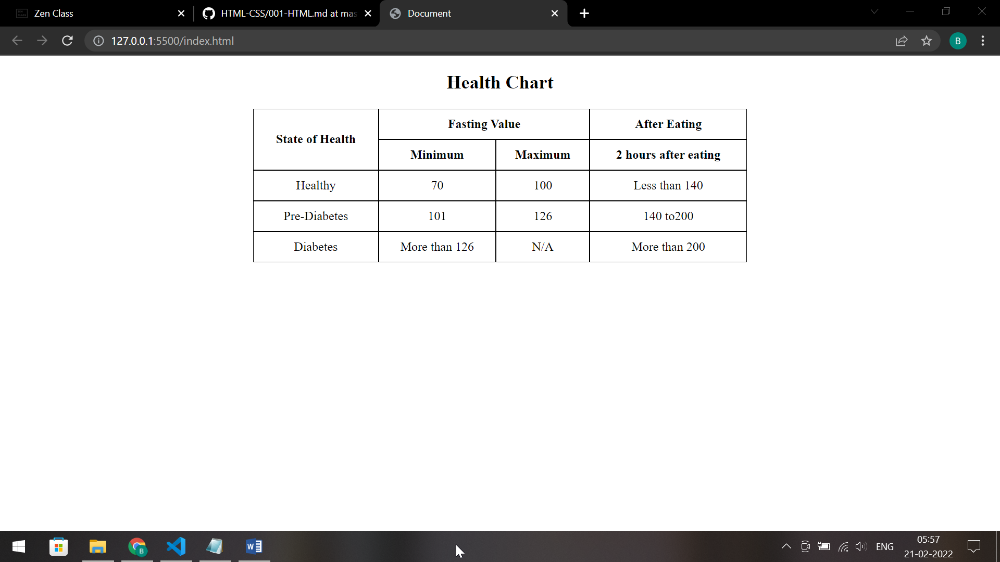 Zen Class
HTML-CSS/001-HTML.md at mas
Document
127.0.0.1:5500/index.html
B
Health Chart
State of Health
Fasting Value
After Eating
Minimum
Maximum
2 hours after eating
Healthy
70
100
Less than 140
Pre-Diabetes
101
126
140 to200
Diabetes
More than 126
N/A
More than 200
B
W
ENG
05:57
21-02-2022